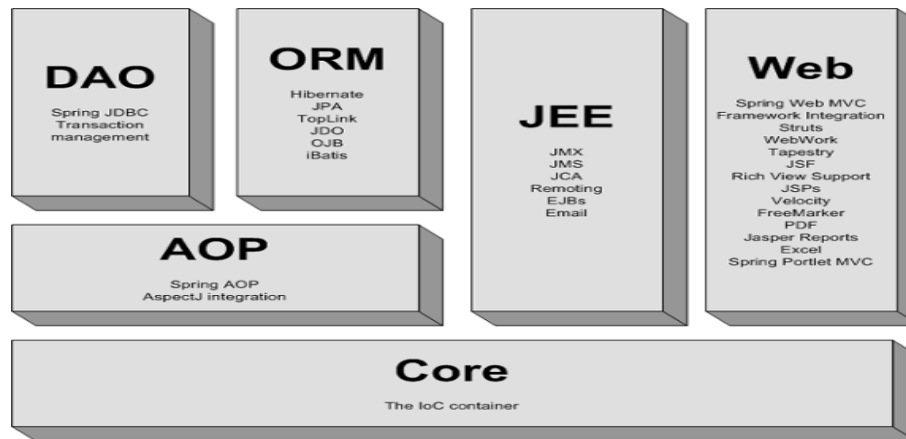 DAO
Spring JDBC
Transaction
management
ORM
Hibernate
JPA
TopLink
JDO
OJB
iBatis
JEE
JMX
JMS
JCA
Remoting
EJBs
Email
Web
Spring Web MVC
Framework Integration
Struts
WebWork
Tapestry
JSF
Rich View Support
JSPs
Velocity
FreeMarker
PDF
Jasper Reports
Excel
Spring Portlet MVC
AOP
Spring AOP
AspectJ integration
Core
The IoC container